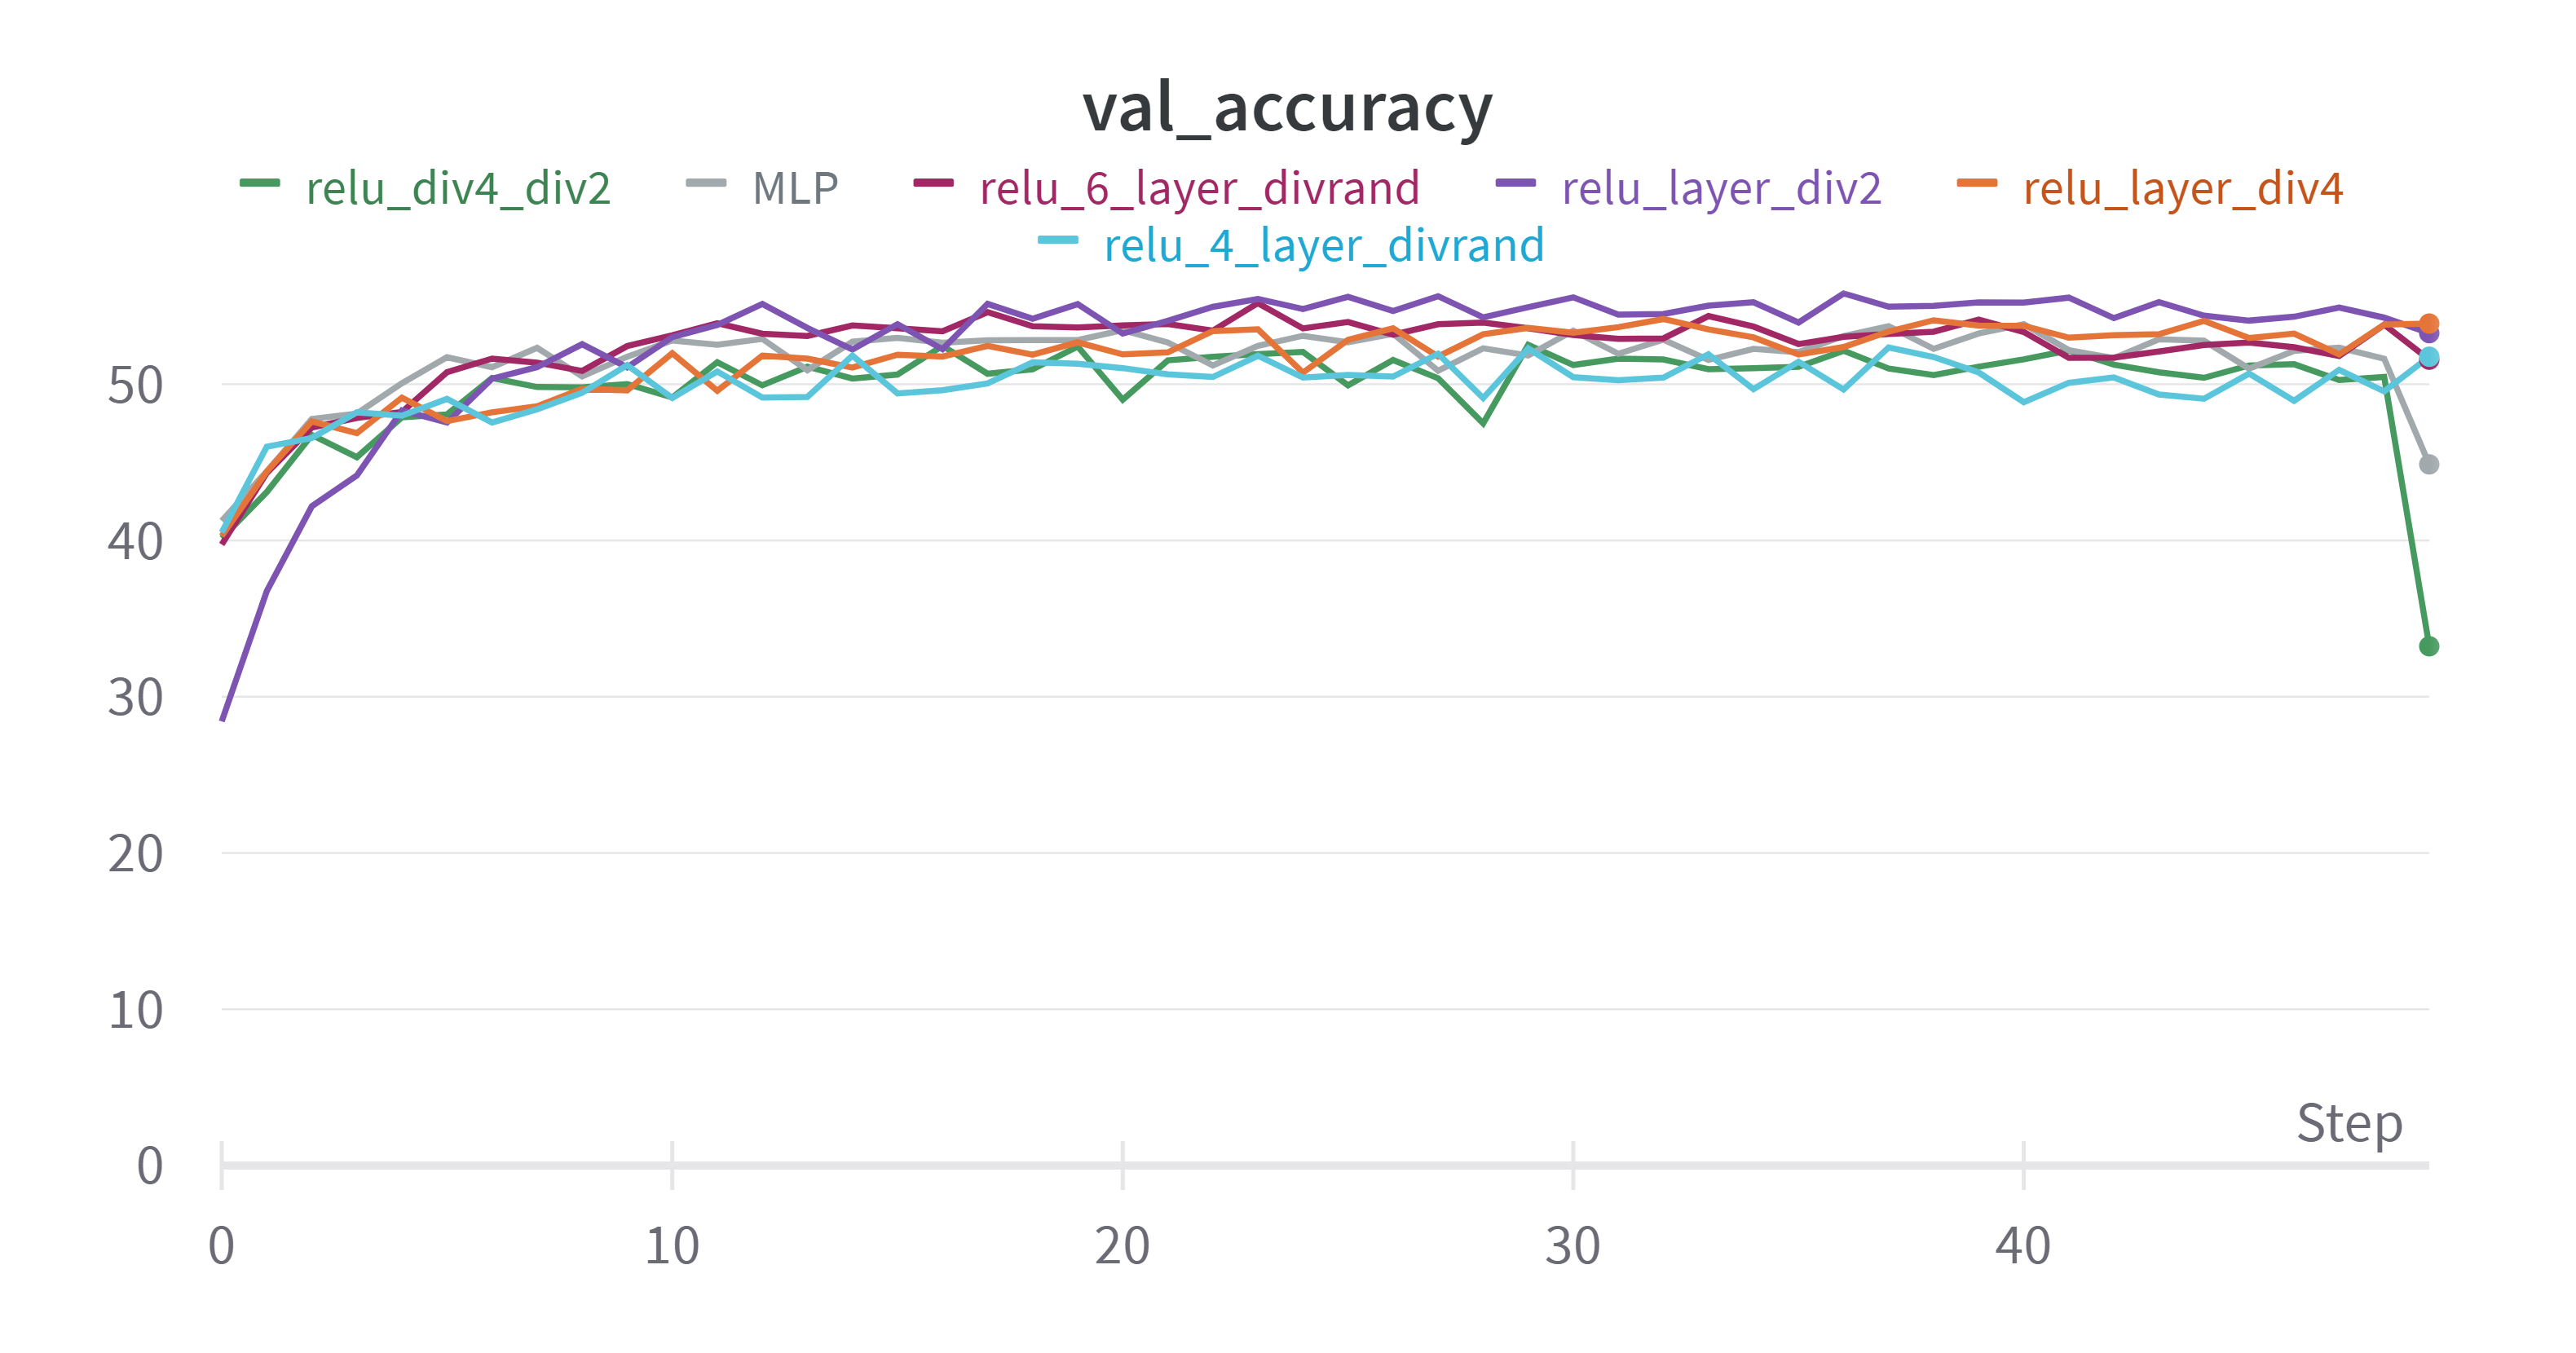 val_accuracy
relu_div4_div2 MLP relu_6_layer_divrand relu_layer_div2 relu_layer_div4
relu_4_layer_divrand
50
40
30
20
10
Step
0
0 10 20 30 40